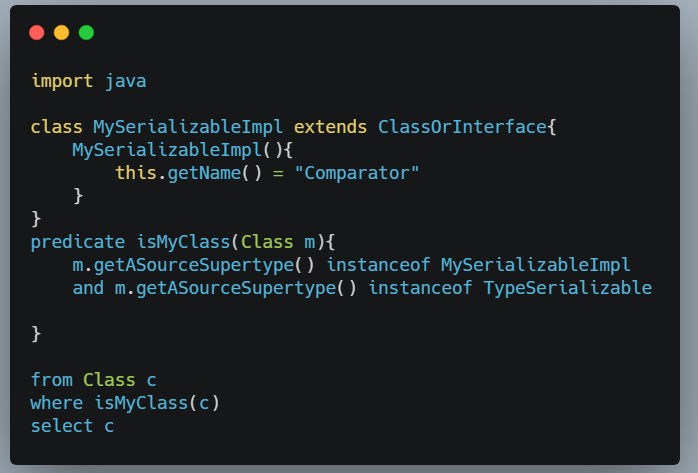 import java
class MySerializableImpl extends ClassOrInterface{
    MySerializableImpl(){
        this.getName() = "Comparator"
    }
}
predicate isMyClass(Class m){
    m.getASourceSupertype() instanceof MySerializableImpl
    and m.getASourceSupertype() instanceof TypeSerializable
}
from Class c
where isMyClass(c)
select c